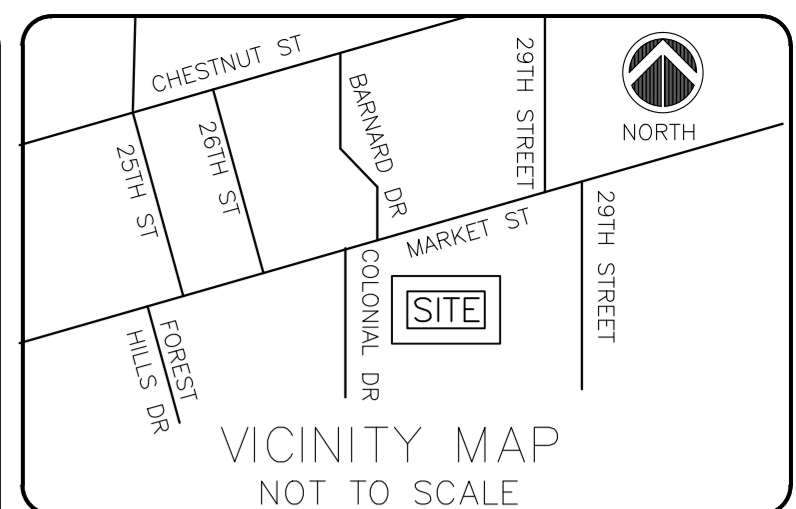 CHESTNUT ST
29TH STREET
NORTH
BARNARD DR
26TH ST
25TH ST
MARKET ST
29TH STREET
COLONIAL DR
SITE
FOREST
HILLS DR
VICINITY MAP
NOT TO SCALE